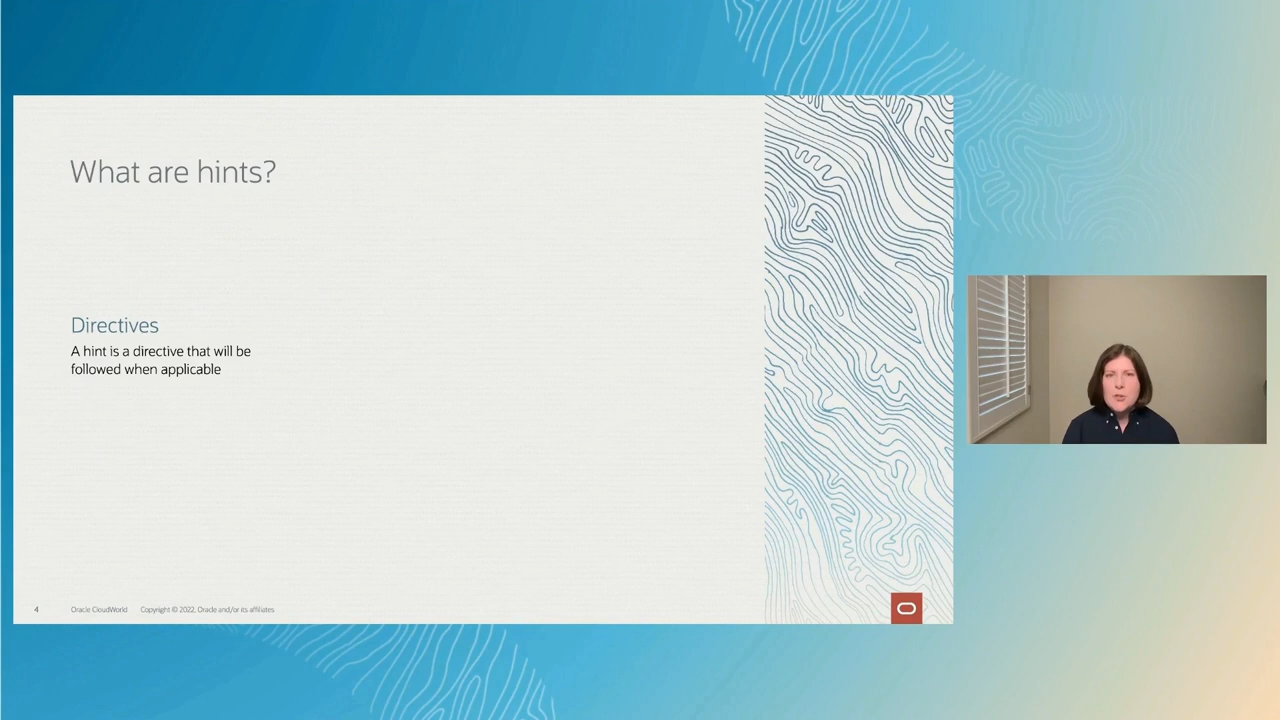 What are hints?
Directives
A hint is a directive that will be
followed when applicable
4 Oracle CloudWorld Copyright © 2022, Oracle and/or its affiliates